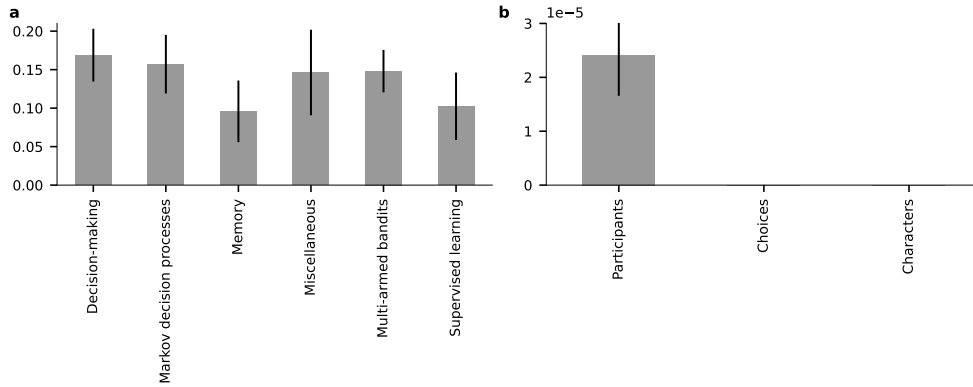 a
0.20
0.15
0.10
0.05
0.00
Decision-making
Markov decision processes
Memory
Miscellaneous
Multi-armed bandits
Supervised learning
b
1e−5
3
2
1
0
Participants
Choices
Characters